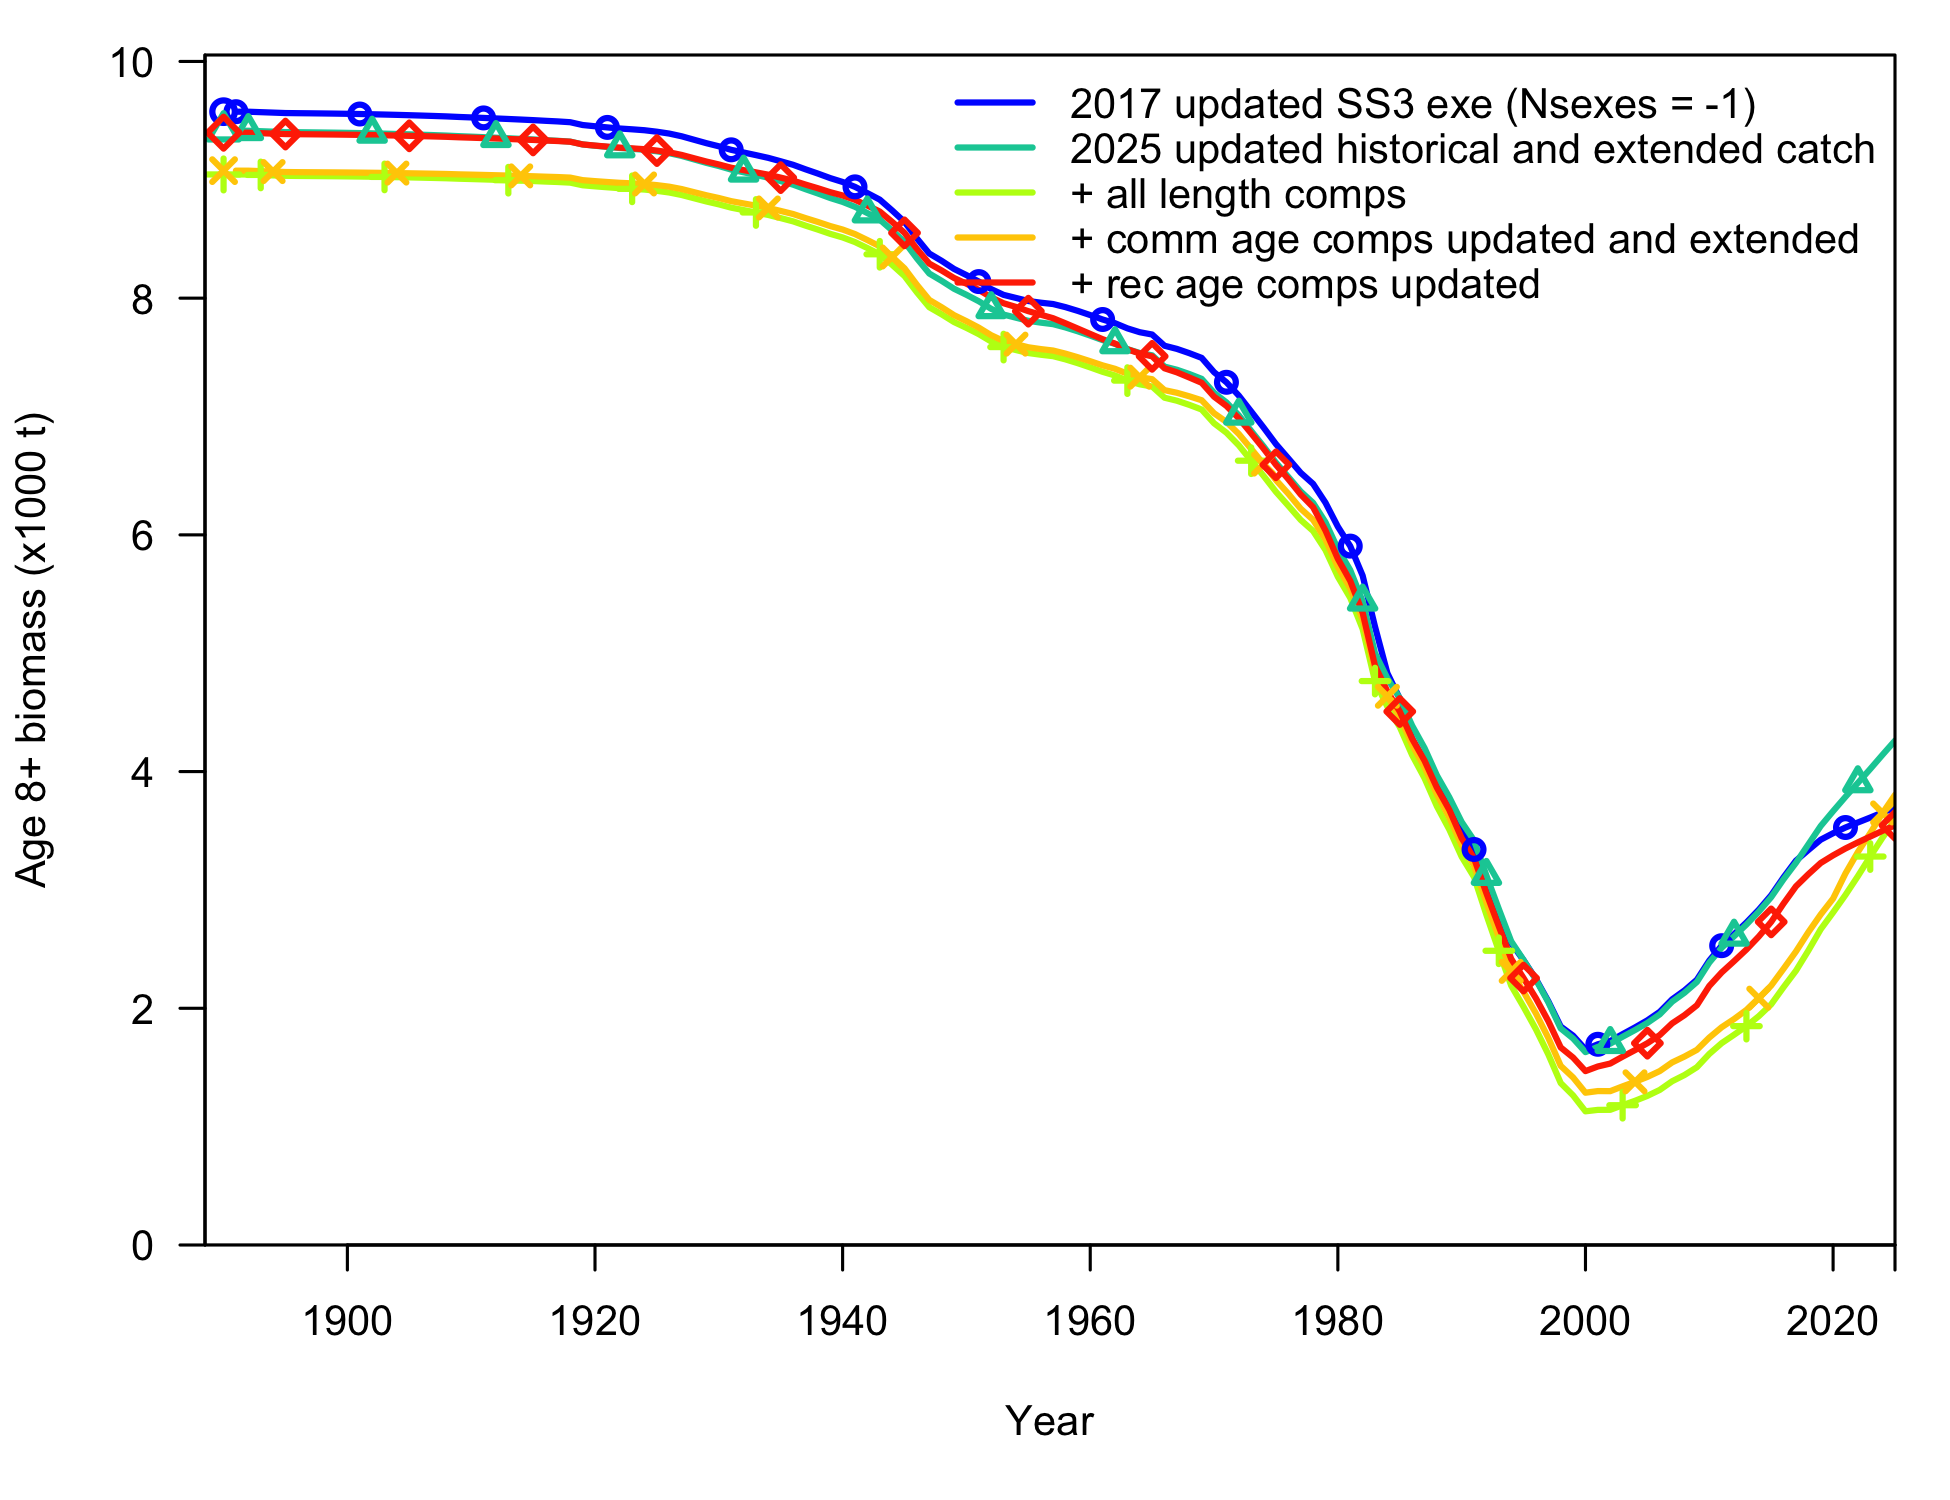 10
8
6
4
2
0
Age 8+ biomass (x1000 t)
2017 updated SS3 exe (Nsexes = -1)
2025 updated historical and extended catch
+ all length comps
+ comm age comps updated and extended
+ rec age comps updated
1900 1920 1940 1960 1980 2000 2020
Year